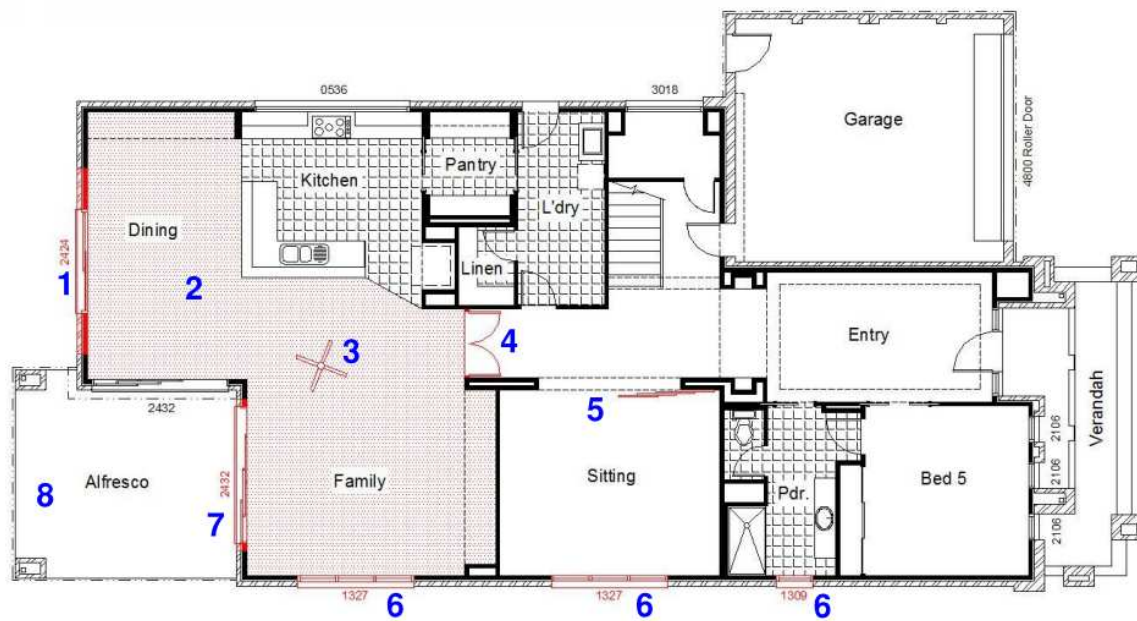 0536
3018
Garage
4800 Roller Door
Pantry
Kitchen
L'dry
Dining
2424
1
2
Linen
3
4
Entry
2432
5
Verandah
2106
2106
2106
Alfresco
8
2432
7
Family
Sitting
Pdr.
Bed 5
1327
6
1327
6
1309
6